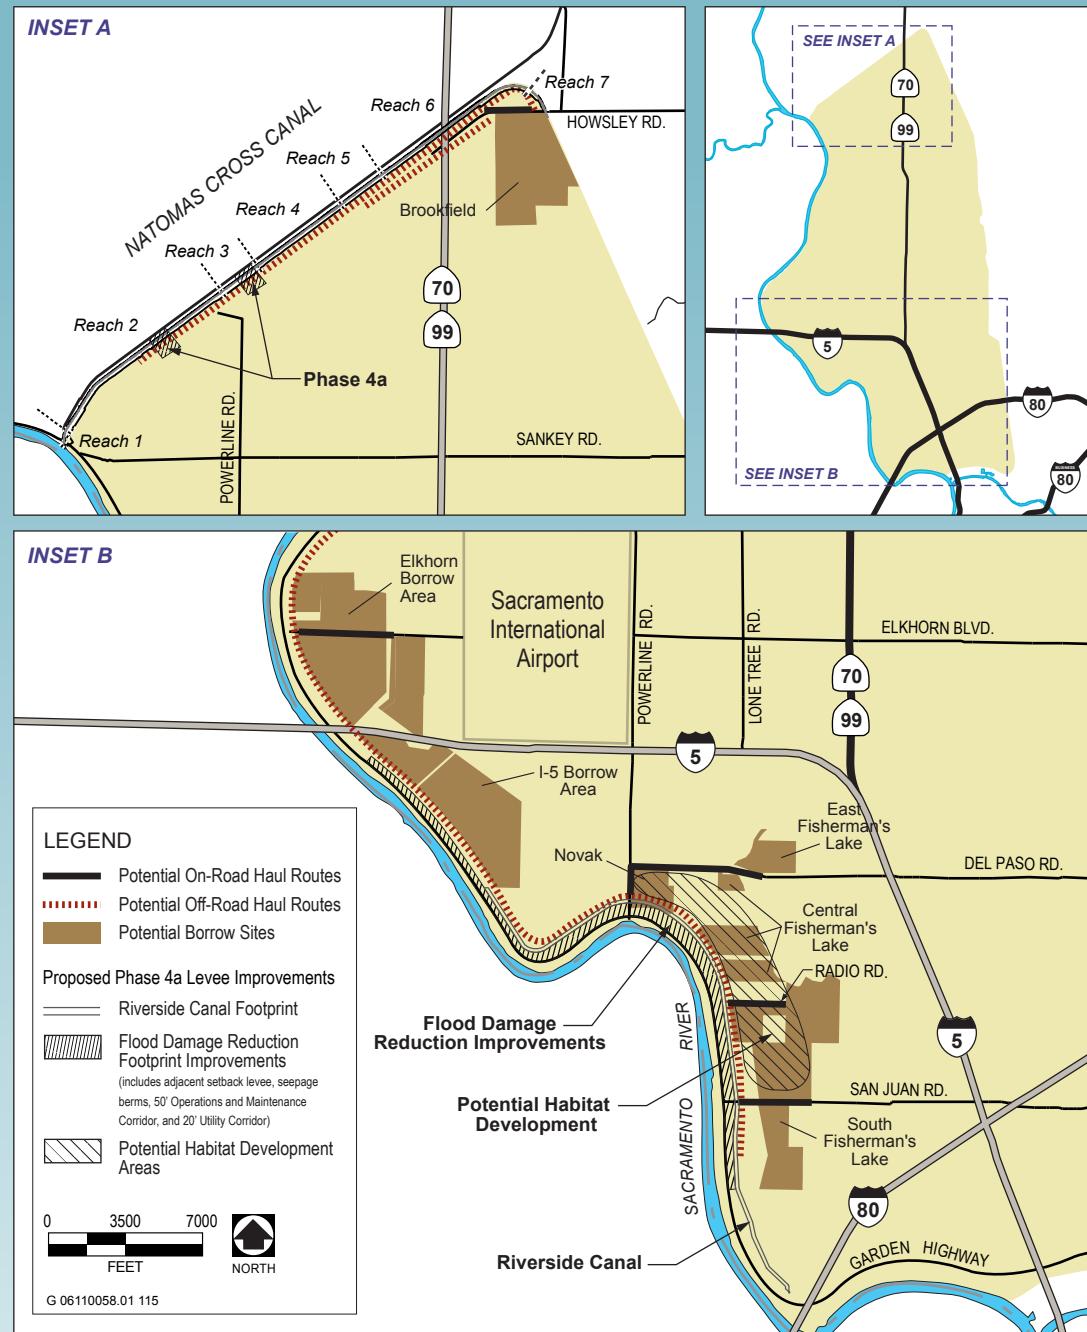 INSET A
NATOMAS CROSS CANAL
Reach 7
Reach 6
HOWSLEY RD.
Reach 5
Brookfield
Reach 4
Reach 3
70
99
Reach 2
Phase 4a
POWERLINE RD.
Reach 1
SANKEY RD.
SEE INSET A
70
99
5
80
SEE INSET B
BUSINESS
80
INSET B
Elkhorn
Borrow
Area
Sacramento
International
Airport
POWERLINE RD.
LONE TREE RD.
ELKHORN BLVD.
70
99
5
I-5 Borrow
Area
East
Fisherman's
Lake
Novak
DEL PASO RD.
Central
Fisherman's
Lake
RADIO RD.
Flood Damage
Reduction Improvements
SACRAMENTO RIVER
5
Potential Habitat
Development
SAN JUAN RD.
South
Fisherman's
Lake
80
Riverside Canal
GARDEN HIGHWAY
LEGEND
Potential On-Road Haul Routes
Potential Off-Road Haul Routes
Potential Borrow Sites
Proposed Phase 4a Levee Improvements
Riverside Canal Footprint
Flood Damage Reduction
Footprint Improvements
(includes adjacent setback levee, seepage
berms, 50' Operations and Maintenance
Corridor, and 20' Utility Corridor)
Potential Habitat Development
Areas
0 3500 7000
FEET
NORTH
G 06110058.01 115